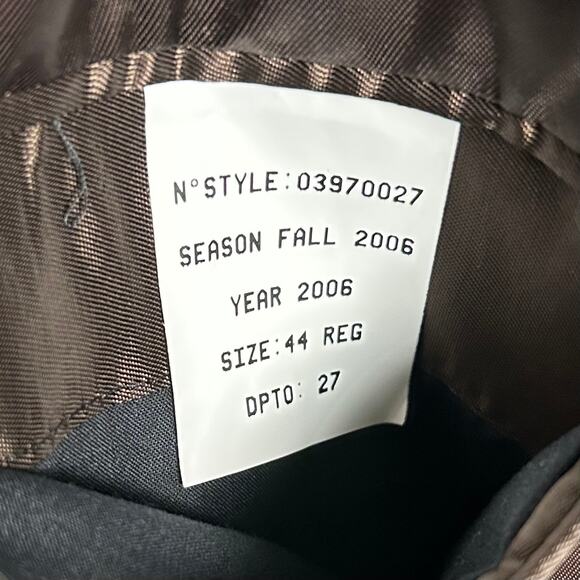 N°STYLE:03970027
SEASON FALL 2006
YEAR 2006
SIZE:44 REG
DPTO: 27